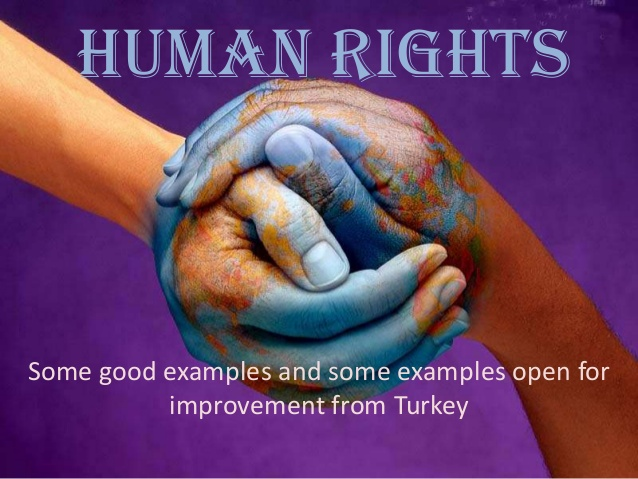 HUMAN RIGHTS
Some good examples and some examples open for
improvement from Turkey